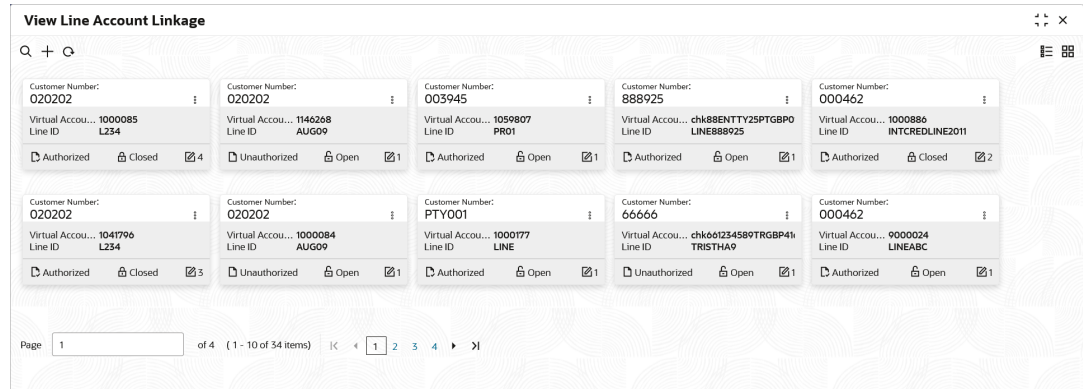 View Line Account Linkage
Customer Number:
020202
Virtual Accou... 1000085
Line ID L234
Authorized Closed 4
Customer Number:
020202
Virtual Accou... 1146268
Line ID AUG09
Unauthorized Open 1
Customer Number:
003945
Virtual Accou... 1059807
Line ID PR01
Authorized Open 1
Customer Number:
888925
Virtual Accou... chk88ENTTY25PTGBP0
Line ID LINE888925
Authorized Open 1
Customer Number:
000462
Virtual Accou... 1000886
Line ID INTCREDLINE2011
Authorized Closed 2
Customer Number:
020202
Virtual Accou... 1041796
Line ID L234
Authorized Closed 3
Customer Number:
020202
Virtual Accou... 1000084
Line ID AUG09
Unauthorized Open 1
Customer Number:
PTY001
Virtual Accou... 1000177
Line ID LINE
Authorized Open 1
Customer Number:
66666
Virtual Accou... chk661234589TRGBP41
Line ID TRISTHA9
Unauthorized Open 1
Customer Number:
000462
Virtual Accou... 9000024
Line ID LINEABC
Authorized Open 1
Page 1 of 4 (1 - 10 of 34 items) 1 2 3 4